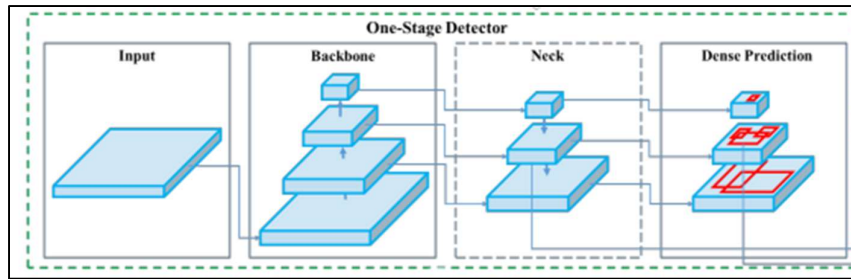 One-Stage Detector
Input
Backbone
Neck
Dense Prediction